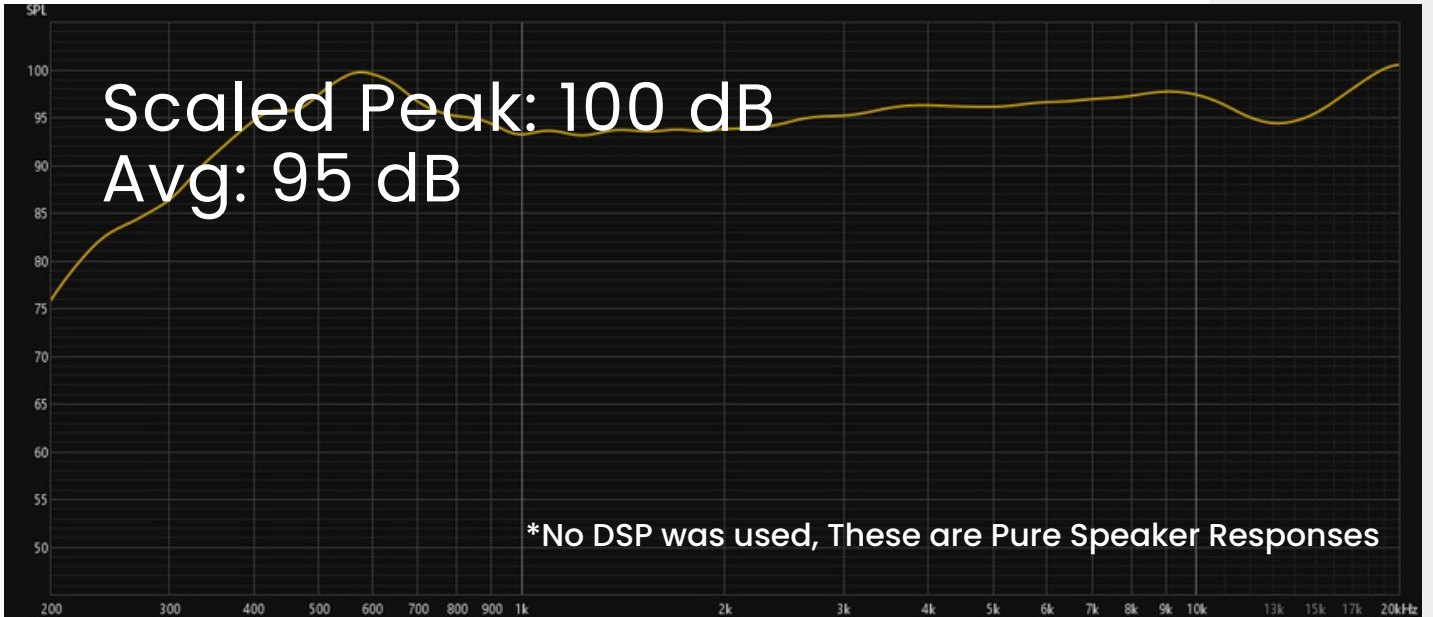 SPL
Scaled Peak: 100 dB
Avg: 95 dB
100
95
90
85
80
75
70
65
60
55
50
*No DSP was used, These are Pure Speaker Responses
200 300 400 500 600 700 800 900 1k 2k 3k 4k 5k 6k 7k 8k 9k 10k 13k 15k 17k 20kHz